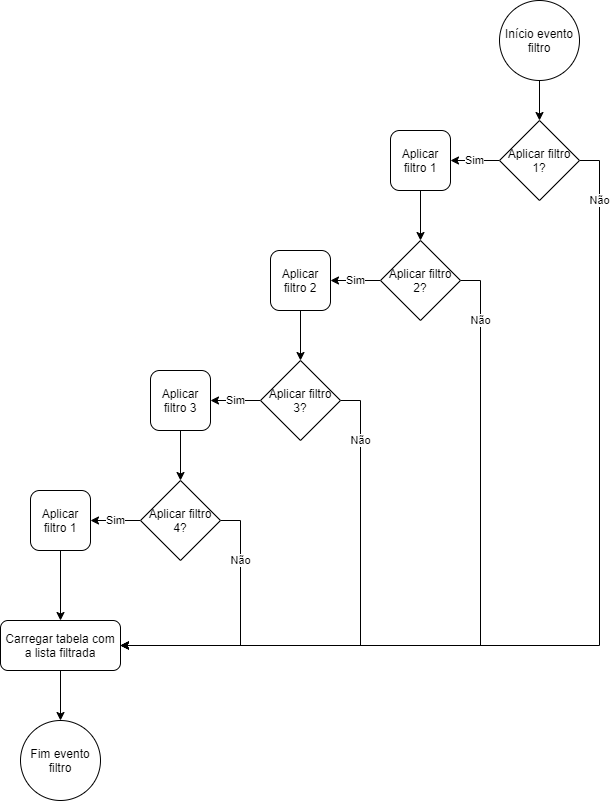 Início evento
filtro
Aplicar filtro
1?
Sim
Não
Aplicar
filtro 1
Aplicar filtro
2?
Sim
Não
Aplicar
filtro 2
Aplicar filtro
3?
Sim
Não
Aplicar
filtro 3
Aplicar filtro
4?
Sim
Não
Aplicar
filtro 1
Carregar tabela com
a lista filtrada
Fim evento
filtro